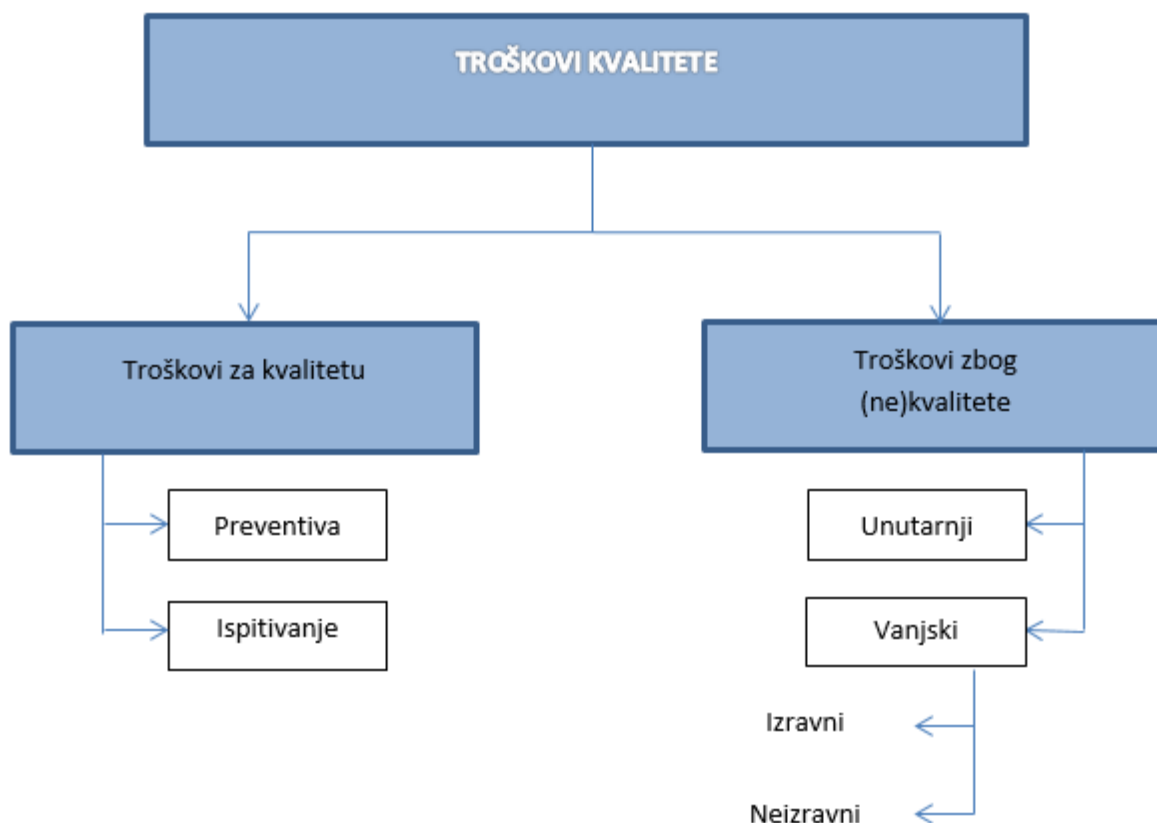 TROŠKOVI KVALITETE
Troškovi za kvalitetu
Troškovi zbog
(ne)kvalitete
Preventiva
Unutarnji
Ispitivanje
Vanjski
Izravni
Neizravni